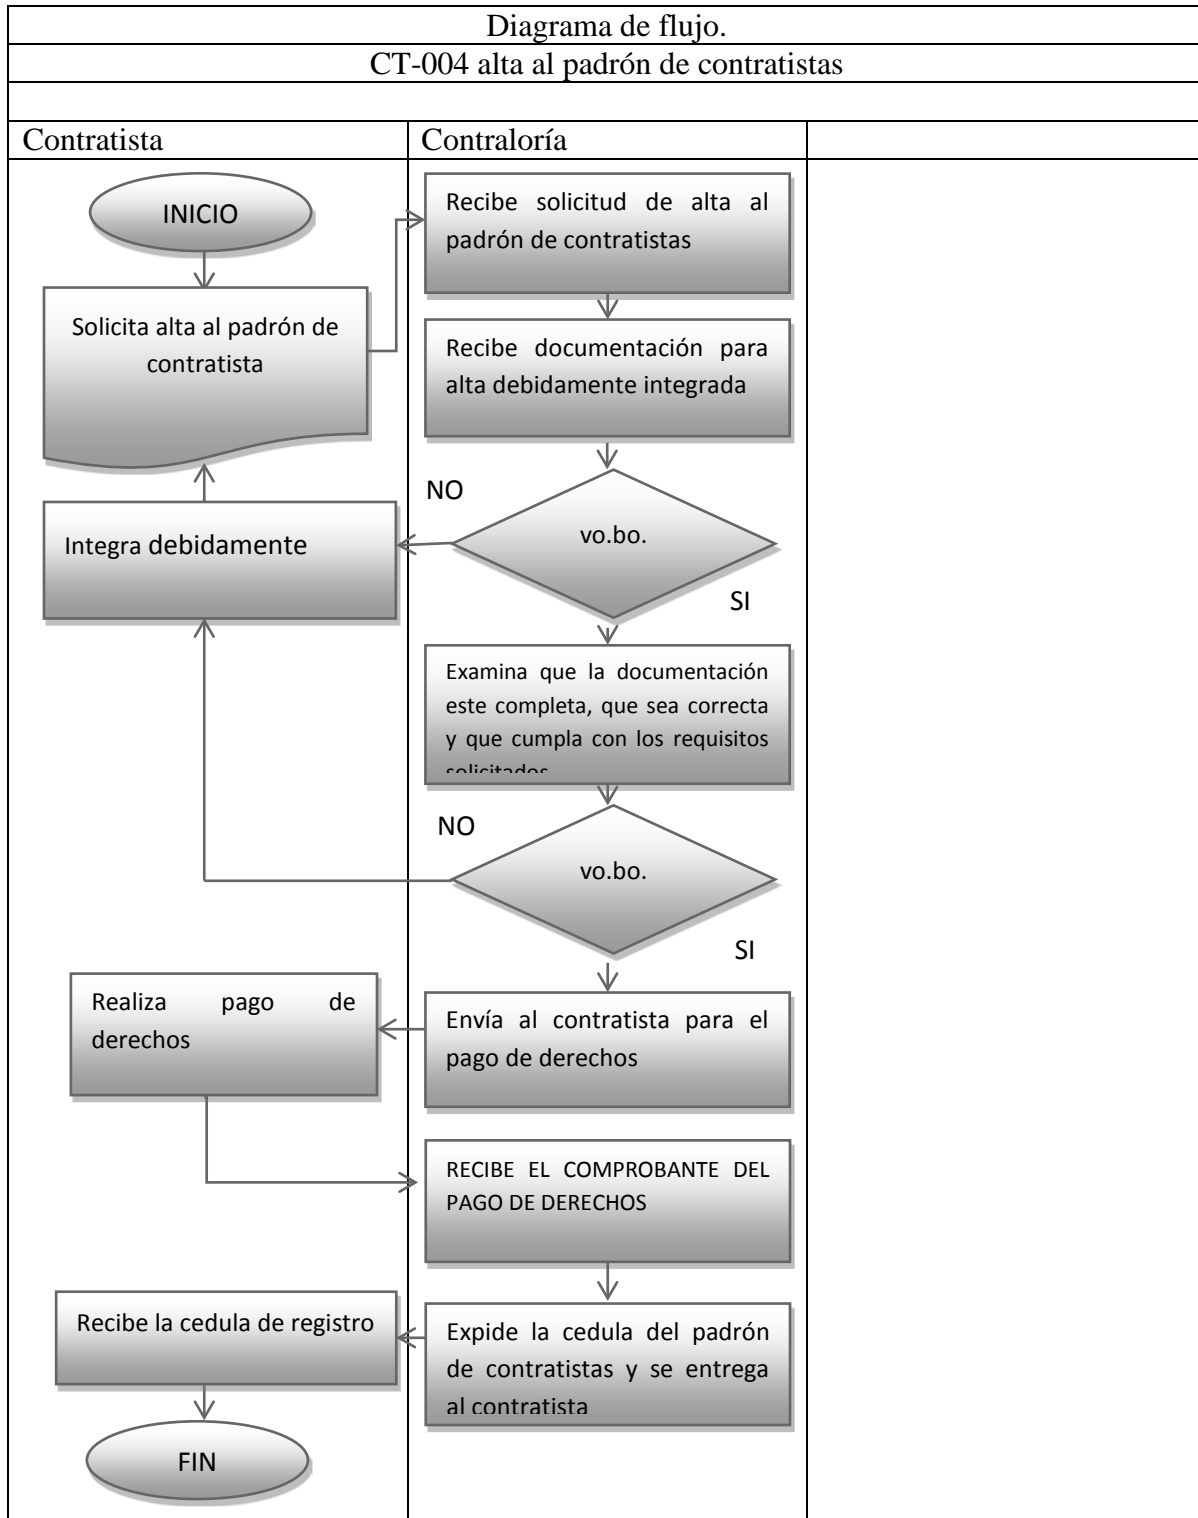 Diagrama de flujo.
CT-004 alta al padrón de contratistas
Contratista
Contraloría
INICIO
Recibe solicitud de alta al
padrón de contratistas
Solicita alta al padrón de
contratista
Recibe documentación para
alta debidamente integrada
NO
vo.bo.
Integra debidamente
SI
Examina que la documentación
este completa, que sea correcta
y que cumpla con los requisitos
solicitados
NO
vo.bo.
SI
Realiza pago de
derechos
Envía al contratista para el
pago de derechos
RECIBE EL COMPROBANTE DEL
PAGO DE DERECHOS
Recibe la cedula de registro
Expide la cedula del padrón
de contratistas y se entrega
al contratista
FIN